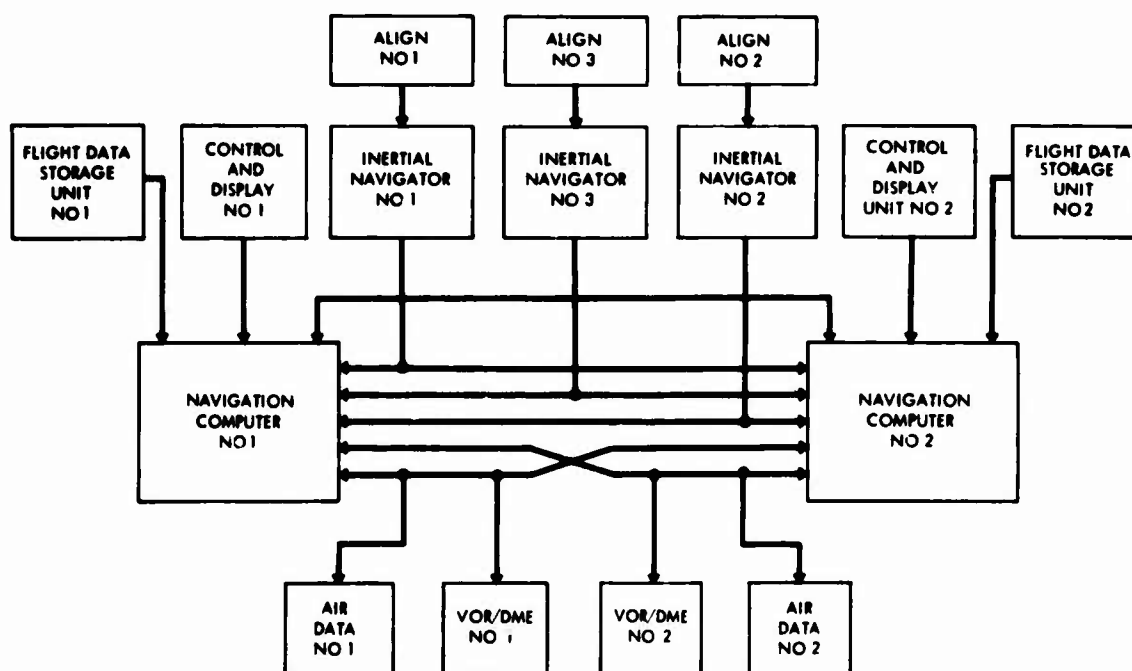 ALIGN
NO 1
ALIGN
NO 3
ALIGN
NO 2
FLIGHT DATA
STORAGE
UNIT
NO 1
CONTROL
AND
DISPLAY
NO 1
INERTIAL
NAVIGATOR
NO 1
INERTIAL
NAVIGATOR
NO 3
INERTIAL
NAVIGATOR
NO 2
CONTROL
AND
DISPLAY
UNIT NO 2
FLIGHT DATA
STORAGE
UNIT
NO 2
NAVIGATION
COMPUTER
NO 1
NAVIGATION
COMPUTER
NO 2
AIR
DATA
NO 1
VOR/DME
NO 1
VOR/DME
NO 2
AIR
DATA
NO 2